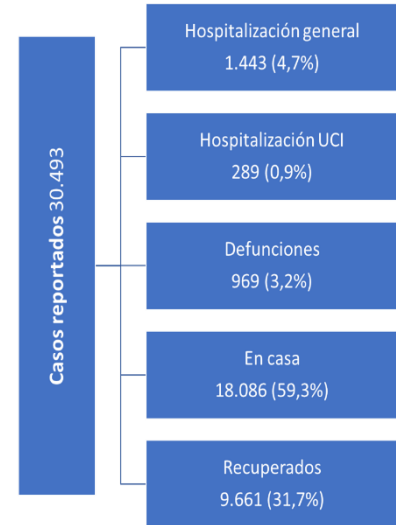 Casos reportados 30.493
Hospitalización general
1.443 (4,7%)
Hospitalización UCI
289 (0,9%)
Defunciones
969 (3,2%)
En casa
18.086 (59,3%)
Recuperados
9.661 (31,7%)